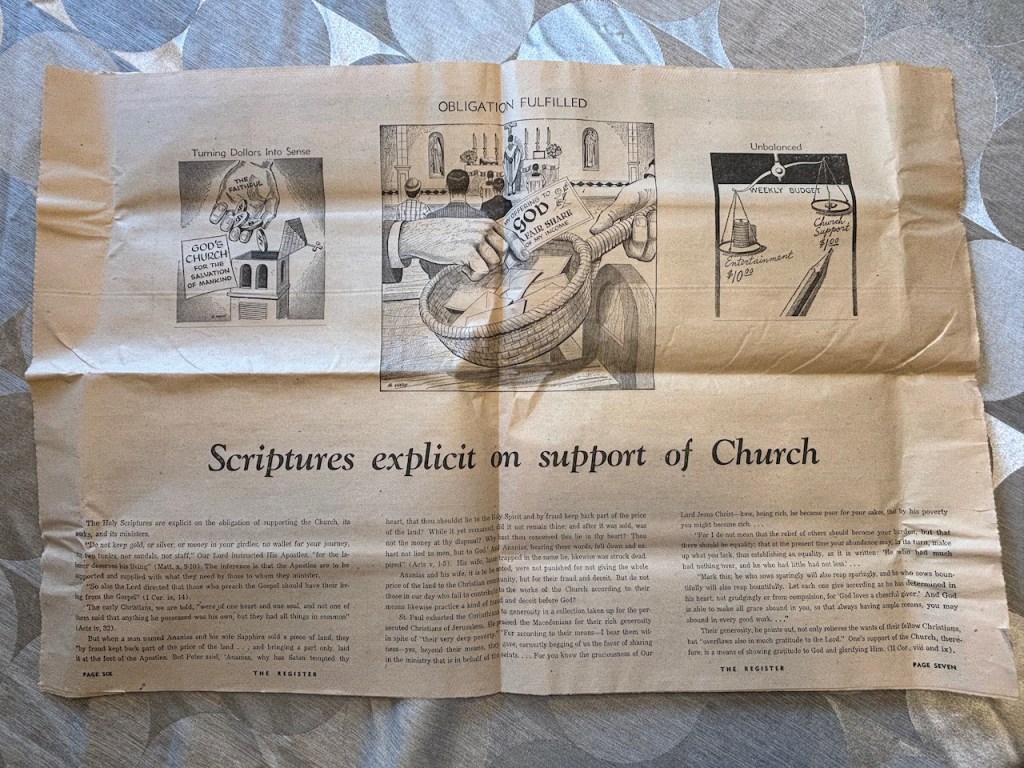 OBLIGATION FULFILLED
Turning Dollars Into Sense
THE
FAITHFUL
GOD'S
CHURCH
FOR THE
SALVATION
OF MANKIND
MY OFFERING TO
GOD
A FAIR SHARE
OF MY INCOME
Unbalanced
WEEKLY BUDGET
Church
Support
$1.00
Entertainment
$10.00
Scriptures explicit on support of Church
The Holy Scriptures are explicit on the obligation of supporting the Church, its
works, and its ministers.
"Do not keep gold, or silver, or money in your girdles, no wallet for your journey,
two tunics, nor sandals, nor staff," Our Lord instructed His Apostles, "for the la-
borer deserves his living" (Matt. x, 9-10). The inference is that the Apostles are to be
supported and supplied with what they need by those to whom they minister.
"So also the Lord directed that those who preach the Gospel should have their liv-
ing from the Gospel" (I Cor. ix, 14).
The early Christians, we are told, "were of one heart and one soul, and not one of
them said that anything he possessed was his own, but they had all things in common"
(Acts iv, 32).
But when a man named Ananias and his wife Sapphira sold a piece of land, they
"by fraud kept back part of the price of the land . . . and bringing a part only, laid
it at the feet of the Apostles. But Peter said, 'Ananias, why has Satan tempted thy
heart, that thou shouldst lie to the Holy Spirit and by fraud keep back part of the price
of the land? While it yet remained, did it not remain thine; and after it was sold, was
not the money at thy disposal? Why hast thou conceived this in thy heart? Thou
hast not lied to men, but to God.' And Ananias, hearing these words, fell down and ex-
pired" (Acts v, 1-5). His wife, in the same lie, likewise was struck dead.
Ananias and his wife, it is to be noted, were not punished for not giving the whole
price of the land to the Christian community, but for their fraud and deceit. But do not
those in our day who fail to contribute to the works of the Church according to their
means likewise practice a kind of fraud and deceit before God?
St. Paul exhorted the Corinthians to generosity in a collection taken up for the per-
secuted Christians of Jerusalem. He praised the Macedonians for their rich generosity
in spite of "their very deep poverty." "For according to their means—I bear them wit-
ness—yes, beyond their means, they gave, earnestly begging of us the favor of sharing
in the ministry that is in behalf of the saints. . . . For you know the graciousness of Our
Lord Jesus Christ—how, being rich, he became poor for your sakes, that by his poverty
you might become rich . . .
"For I do not mean that the relief of others should become your burden, but that
there should be equality; that at the present time your abundance may, in its turn, make
up what you lack, thus establishing an equality, as it is written: 'He who had much
had nothing over, and he who had little had not less.' . . .
"Mark this; he who sows sparingly will also reap sparingly, and he who sows boun-
tifully will also reap bountifully. Let each one give according as he has determined in
his heart, not grudgingly or from compulsion, for 'God loves a cheerful giver.' And God
is able to make all grace abound in you, so that always having ample means, you may
abound in every good work. . . ."
Their generosity, he points out, not only relieves the wants of their fellow Christians,
but "overflows also in much gratitude to the Lord." One's support of the Church, there-
fore, is a means of showing gratitude to God and glorifying Him. (II Cor., viii and ix).
PAGE SIX
THE REGISTER
THE REGISTER
PAGE SEVEN